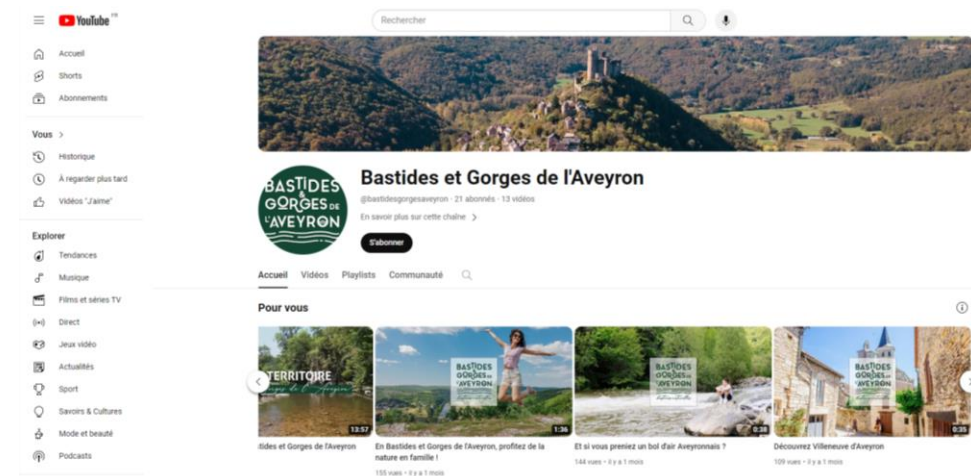 YouTube FR
Rechercher
Accueil
Shorts
Abonnements
Vous >
Historique
À regarder plus tard
Vidéos "J'aime"
Explorer
Tendances
Musique
Films et séries TV
Direct
Jeux vidéo
Actualités
Sport
Savoirs & Cultures
Mode et beauté
Podcasts
BASTIDES
&
GORGES DE
L'AVEYRON
Bastides et Gorges de l'Aveyron
@bastidesgorgesaveyron · 21 abonnés · 13 vidéos
En savoir plus sur cette chaîne >
S'abonner
Accueil Vidéos Playlists Communauté
Pour vous
TERRITOIRE
13:57
tides et Gorges de l'Aveyron
BASTIDES
GORGES DE
L'AVEYRON
1:36
En Bastides et Gorges de l'Aveyron, profitez de la
nature en famille !
155 vues · il y a 1 mois
BASTIDES
GORGES DE
L'AVEYRON
0:38
Et si vous preniez un bol d'air Aveyronnais ?
144 vues · il y a 1 mois
BASTIDES
GORGES DE
L'AVEYRON
0:35
Découvrez Villeneuve d'Aveyron
109 vues · il y a 1 mois